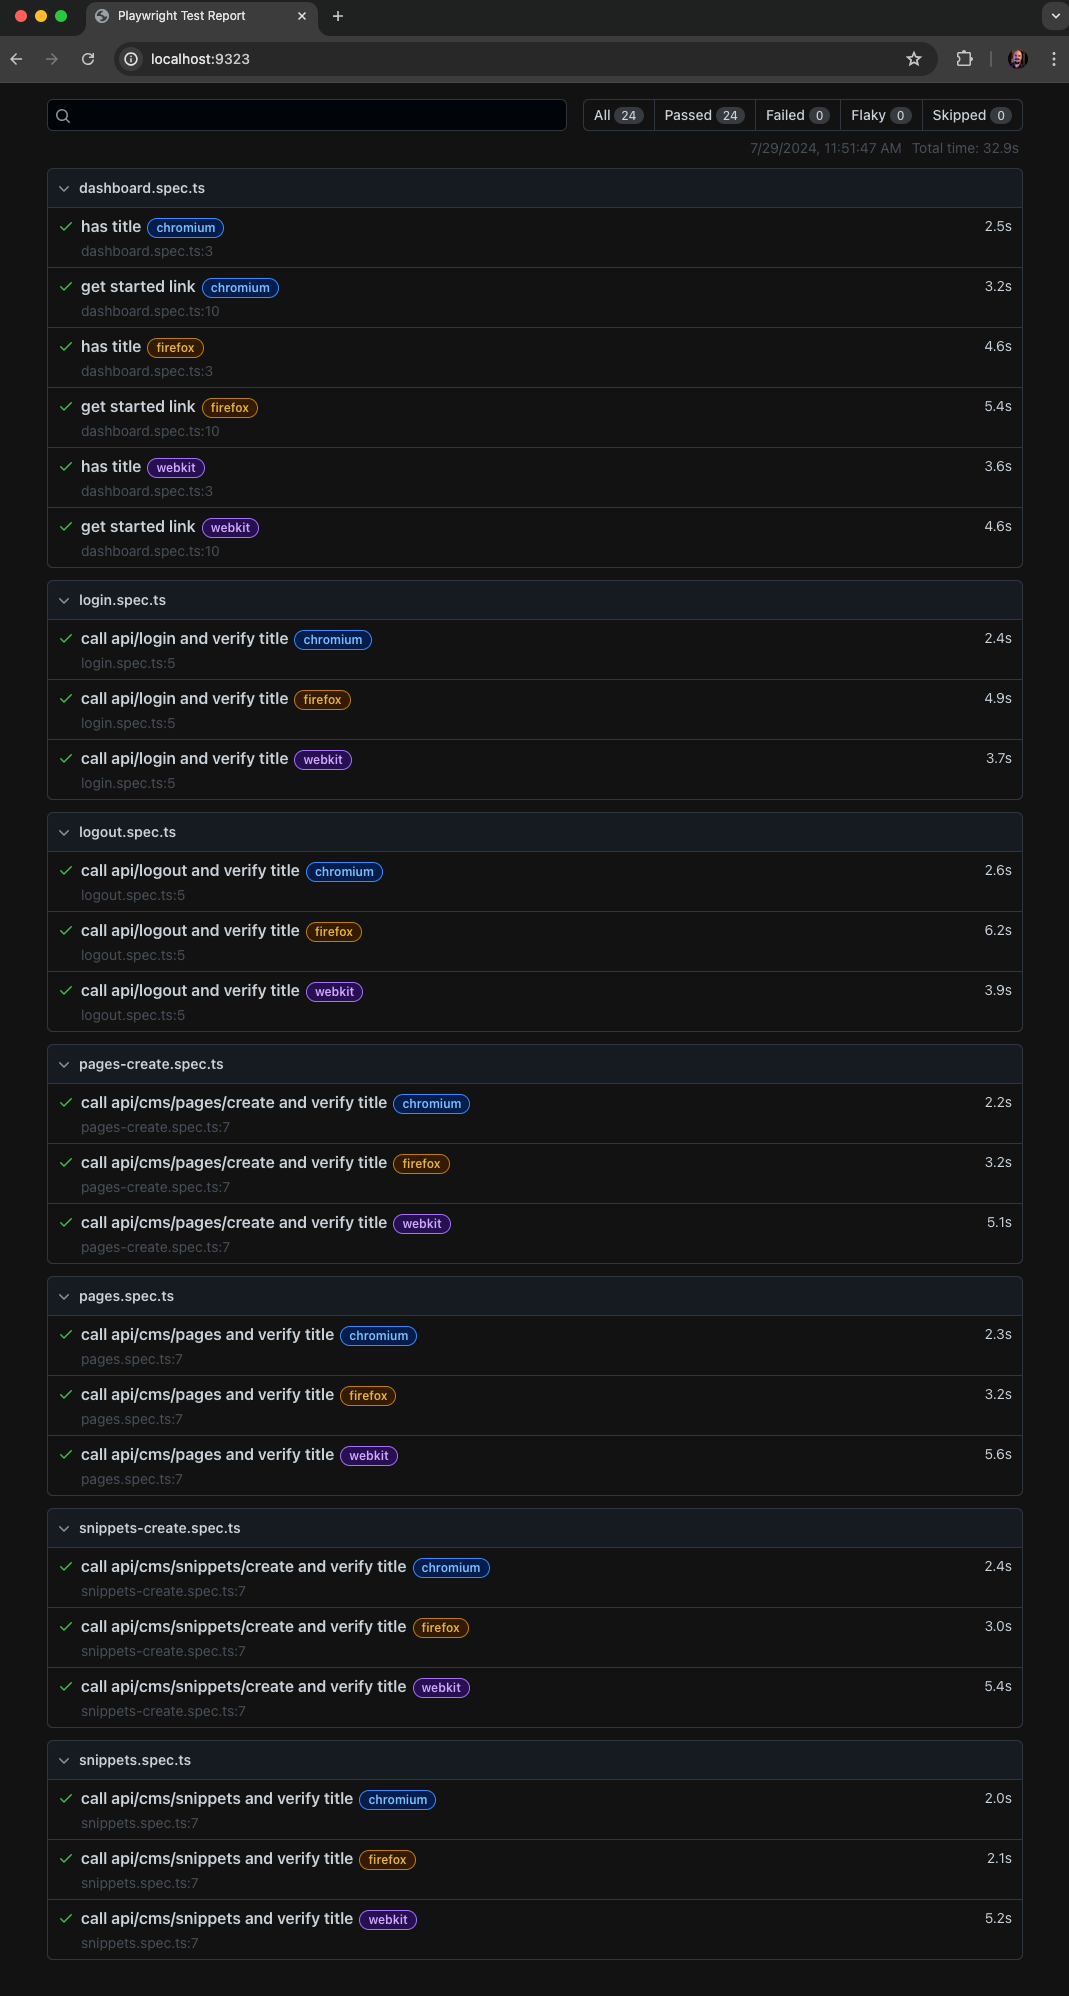 Playwright Test Report
localhost:9323
All 24 Passed 24 Failed 0 Flaky 0 Skipped 0
7/29/2024, 11:51:47 AM Total time: 32.9s
dashboard.spec.ts
has title chromium 2.5s
dashboard.spec.ts:3
get started link chromium 3.2s
dashboard.spec.ts:10
has title firefox 4.6s
dashboard.spec.ts:3
get started link firefox 5.4s
dashboard.spec.ts:10
has title webkit 3.6s
dashboard.spec.ts:3
get started link webkit 4.6s
dashboard.spec.ts:10
login.spec.ts
call api/login and verify title chromium 2.4s
login.spec.ts:5
call api/login and verify title firefox 4.9s
login.spec.ts:5
call api/login and verify title webkit 3.7s
login.spec.ts:5
logout.spec.ts
call api/logout and verify title chromium 2.6s
logout.spec.ts:5
call api/logout and verify title firefox 6.2s
logout.spec.ts:5
call api/logout and verify title webkit 3.9s
logout.spec.ts:5
pages-create.spec.ts
call api/cms/pages/create and verify title chromium 2.2s
pages-create.spec.ts:7
call api/cms/pages/create and verify title firefox 3.2s
pages-create.spec.ts:7
call api/cms/pages/create and verify title webkit 5.1s
pages-create.spec.ts:7
pages.spec.ts
call api/cms/pages and verify title chromium 2.3s
pages.spec.ts:7
call api/cms/pages and verify title firefox 3.2s
pages.spec.ts:7
call api/cms/pages and verify title webkit 5.6s
pages.spec.ts:7
snippets-create.spec.ts
call api/cms/snippets/create and verify title chromium 2.4s
snippets-create.spec.ts:7
call api/cms/snippets/create and verify title firefox 3.0s
snippets-create.spec.ts:7
call api/cms/snippets/create and verify title webkit 5.4s
snippets-create.spec.ts:7
snippets.spec.ts
call api/cms/snippets and verify title chromium 2.0s
snippets.spec.ts:7
call api/cms/snippets and verify title firefox 2.1s
snippets.spec.ts:7
call api/cms/snippets and verify title webkit 5.2s
snippets.spec.ts:7